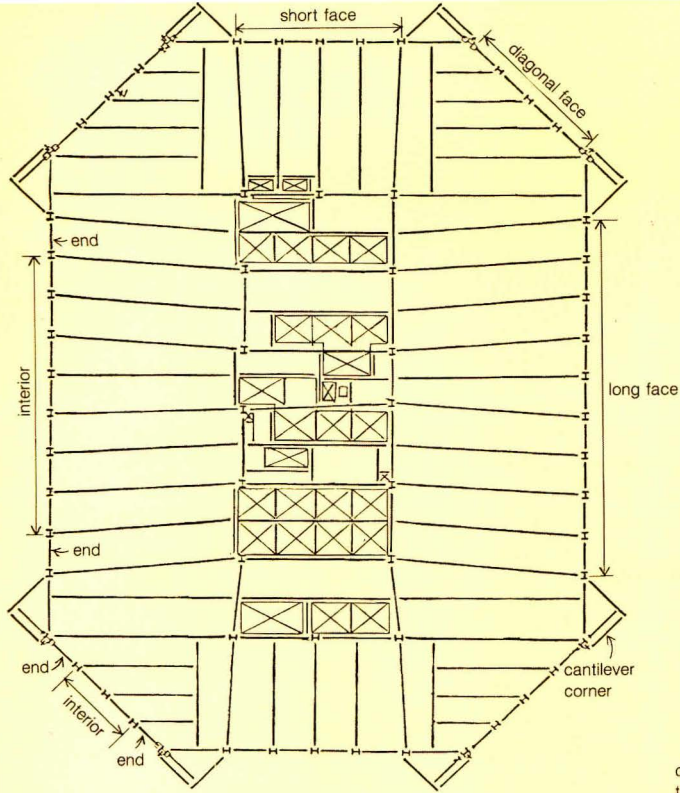 short face
diagonal face
end
interior
long face
end
end
interior
end
cantilever
corner